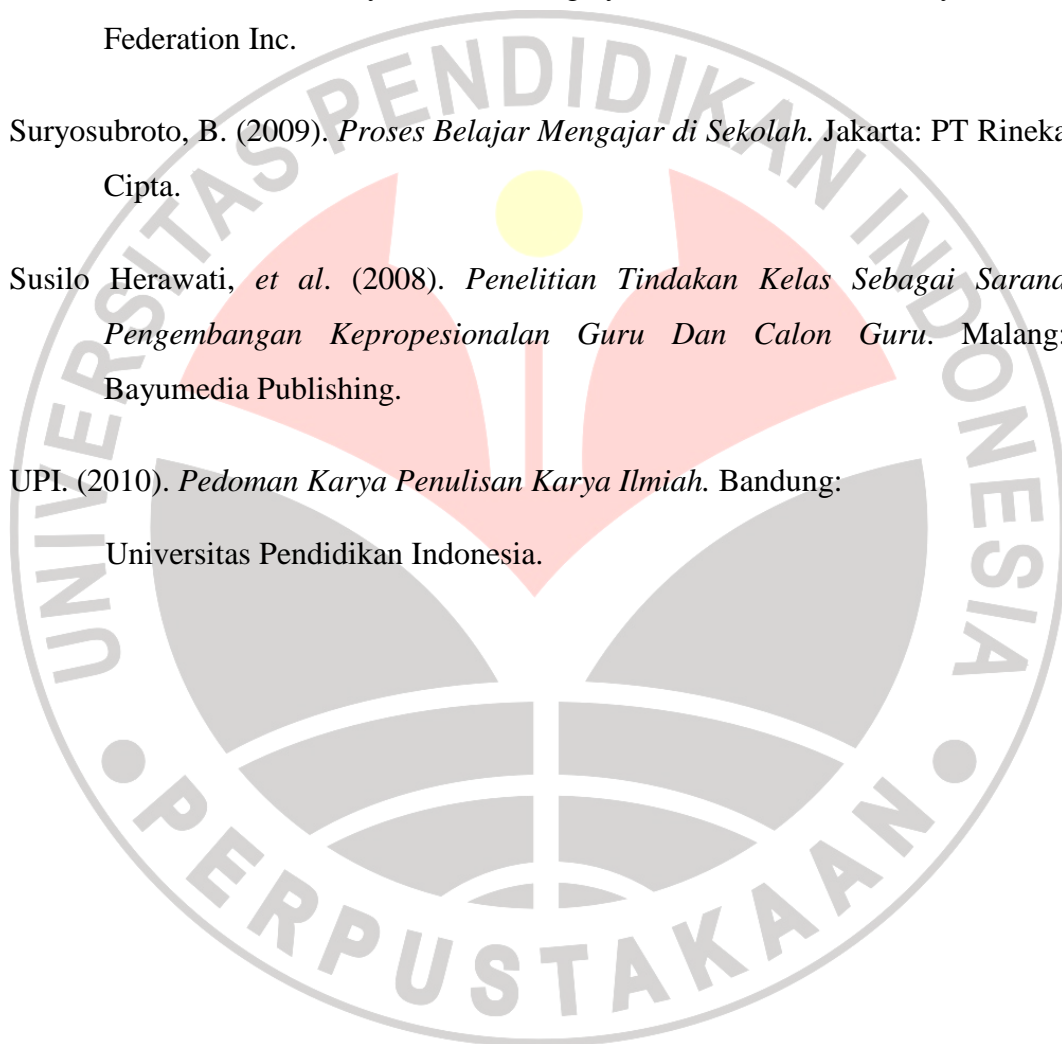 Federation Inc.
Suryosubroto, B. (2009). Proses Belajar Mengajar di Sekolah. Jakarta: PT Rineka
Cipta.
Susilo Herawati, et al. (2008). Penelitian Tindakan Kelas Sebagai Sarana
Pengembangan Kepropesionalan Guru Dan Calon Guru. Malang:
Bayumedia Publishing.
UPI. (2010). Pedoman Karya Penulisan Karya Ilmiah. Bandung:
Universitas Pendidikan Indonesia.
UNIVERSITAS PENDIDIKAN INDONESIA
PERPUSTAKAAN